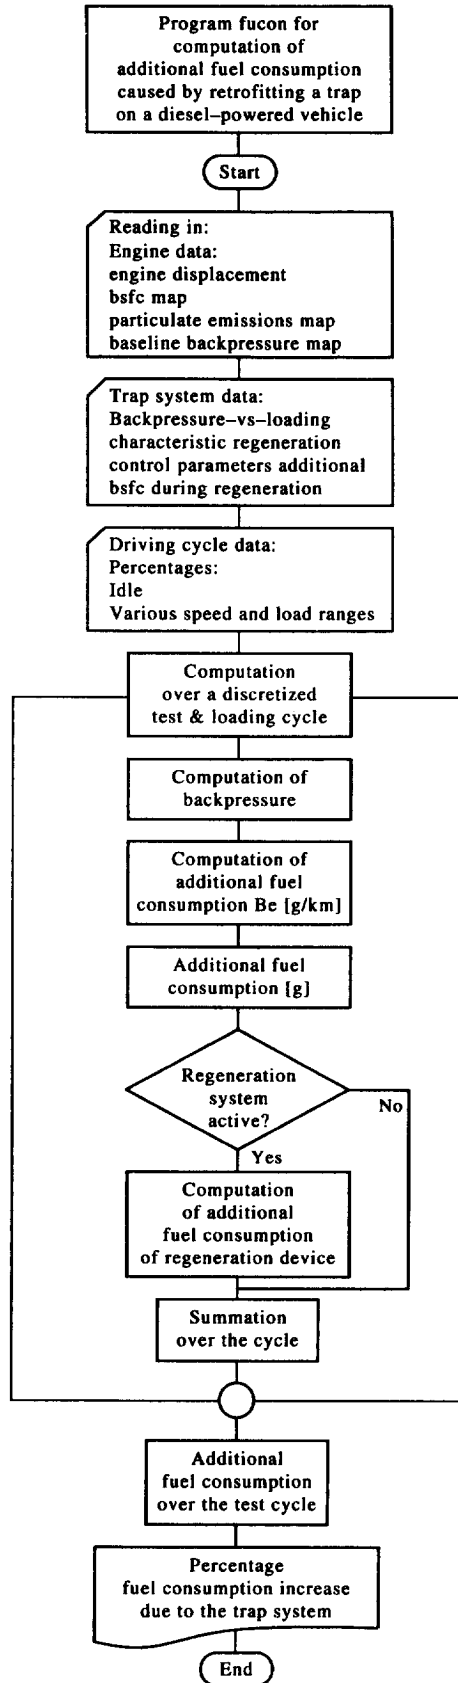 Program fucon for
computation of
additional fuel consumption
caused by retrofitting a trap
on a diesel–powered vehicle
Start
Reading in:
Engine data:
engine displacement
bsfc map
particulate emissions map
baseline backpressure map
Trap system data:
Backpressure–vs–loading
characteristic regeneration
control parameters additional
bsfc during regeneration
Driving cycle data:
Percentages:
Idle
Various speed and load ranges
Computation
over a discretized
test & loading cycle
Computation of
backpressure
Computation of
additional fuel
consumption Be [g/km]
Additional fuel
consumption [g]
Regeneration
system
active?
No
Yes
Computation
of additional
fuel consumption
of regeneration device
Summation
over the cycle
Additional
fuel consumption
over the test cycle
Percentage
fuel consumption increase
due to the trap system
End